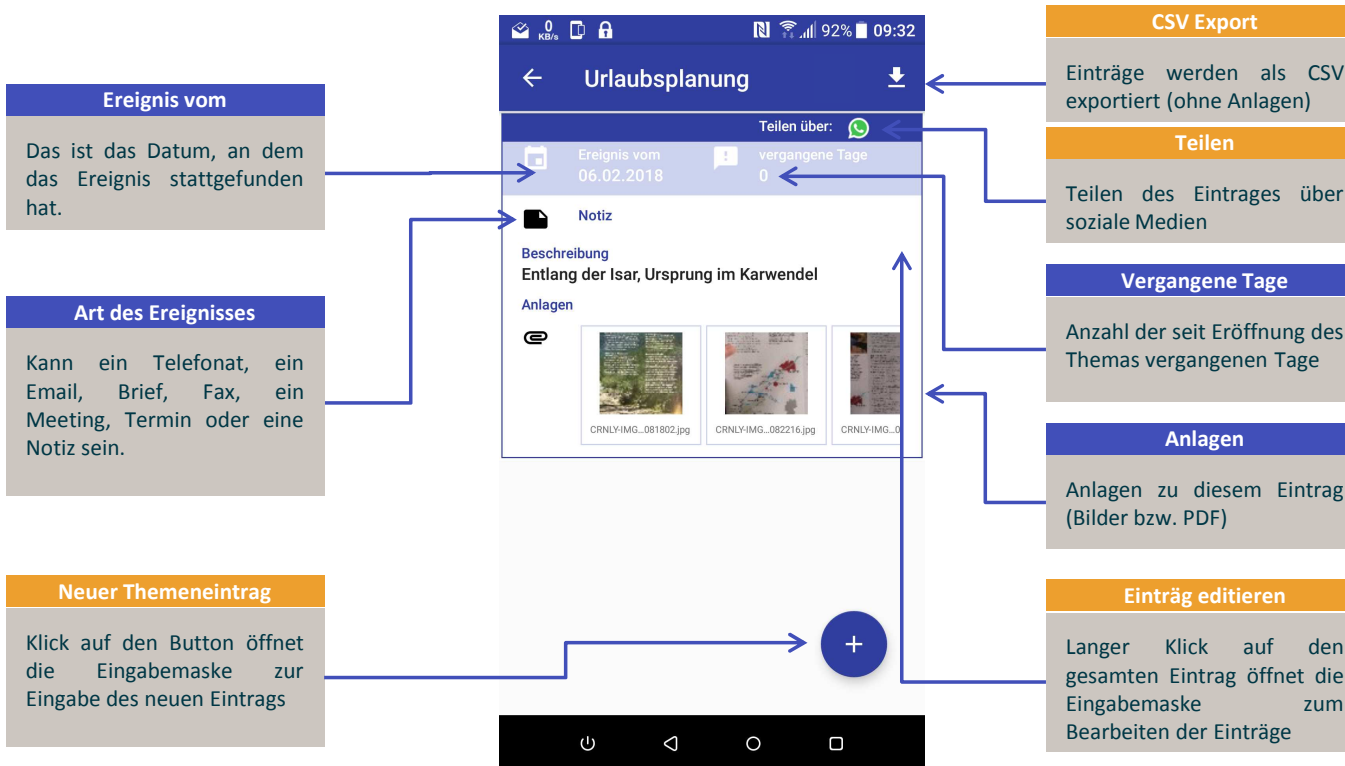 Ereignis vom
Das ist das Datum, an dem
das Ereignis stattgefunden
hat.
Art des Ereignisses
Kann ein Telefonat, ein
Email, Brief, Fax, ein
Meeting, Termin oder eine
Notiz sein.
Neuer Themeneintrag
Klick auf den Button öffnet
die Eingabemaske zur
Eingabe des neuen Eintrags
0 KB/s 92% 09:32
Urlaubsplanung
Teilen über:
Ereignis vom vergangene Tage
06.02.2018 0
Notiz
Beschreibung
Entlang der Isar, Ursprung im Karwendel
Anlagen
CRNLY-IMG...081802.jpg CRNLY-IMG...082216.jpg CRNLY-IMG...0
+
CSV Export
Einträge werden als CSV
exportiert (ohne Anlagen)
Teilen
Teilen des Eintrages über
soziale Medien
Vergangene Tage
Anzahl der seit Eröffnung des
Themas vergangenen Tage
Anlagen
Anlagen zu diesem Eintrag
(Bilder bzw. PDF)
Einträg editieren
Langer Klick auf den
gesamten Eintrag öffnet die
Eingabemaske zum
Bearbeiten der Einträge